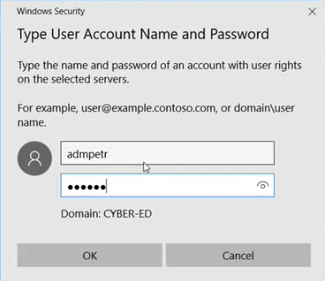 Windows Security
Type User Account Name and Password
Type the name and password of an account with user rights
on the selected servers.
For example, user@example.contoso.com, or domain\user
name.
admpetr
●●●●●●
Domain: CYBER-ED
OK
Cancel